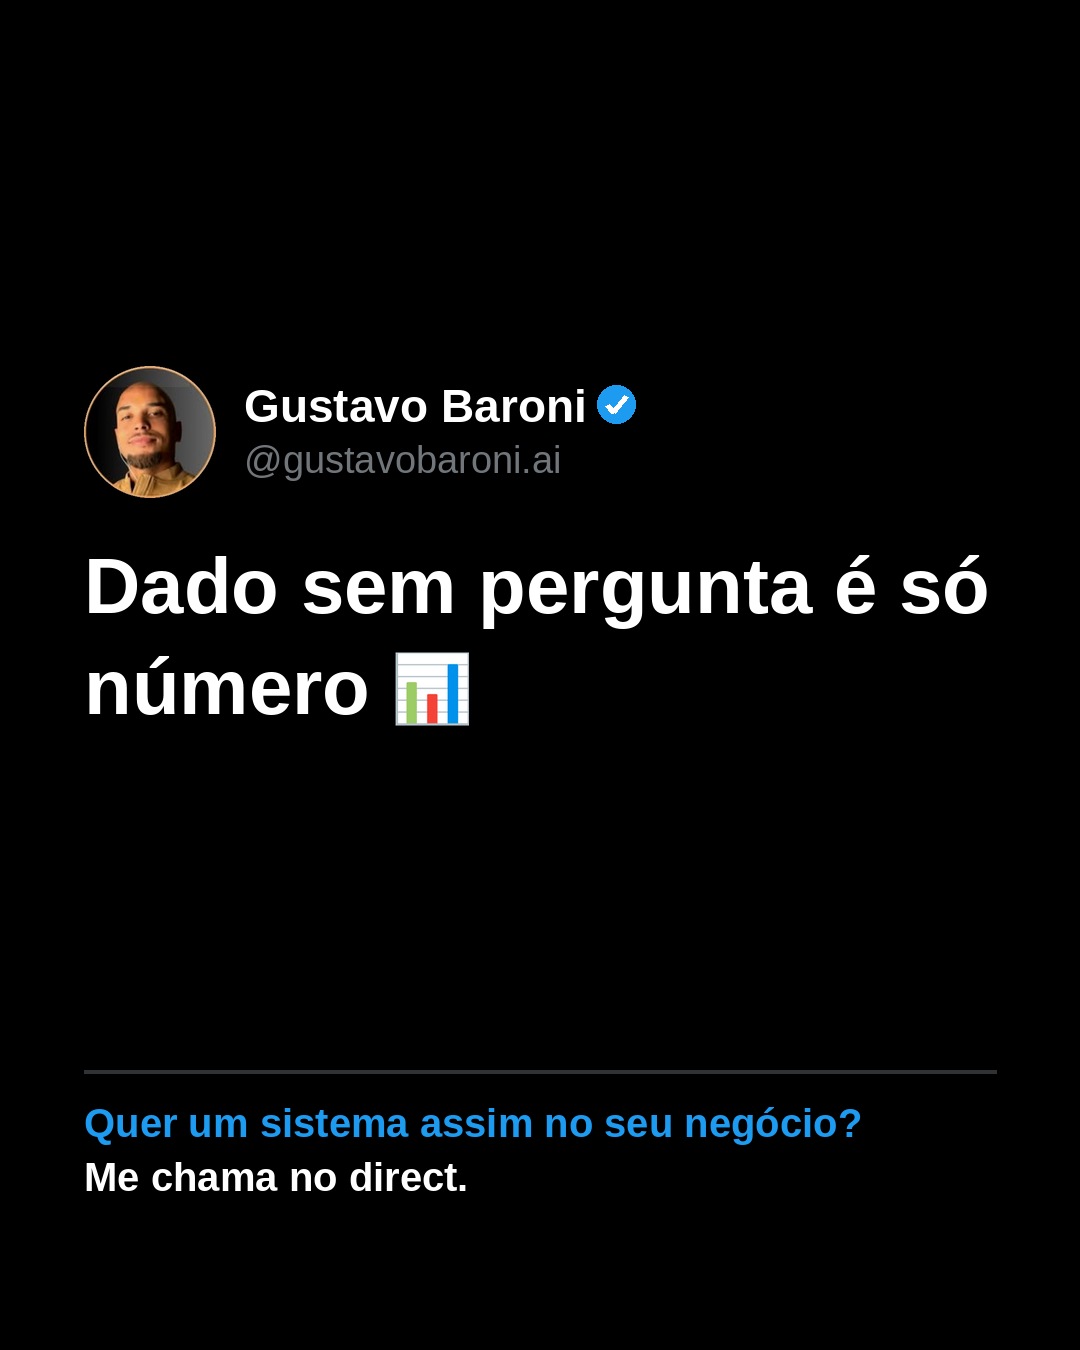 Gustavo Baroni
@gustavobaroni.ai
Dado sem pergunta é só
número 📊
Quer um sistema assim no seu negócio?
Me chama no direct.